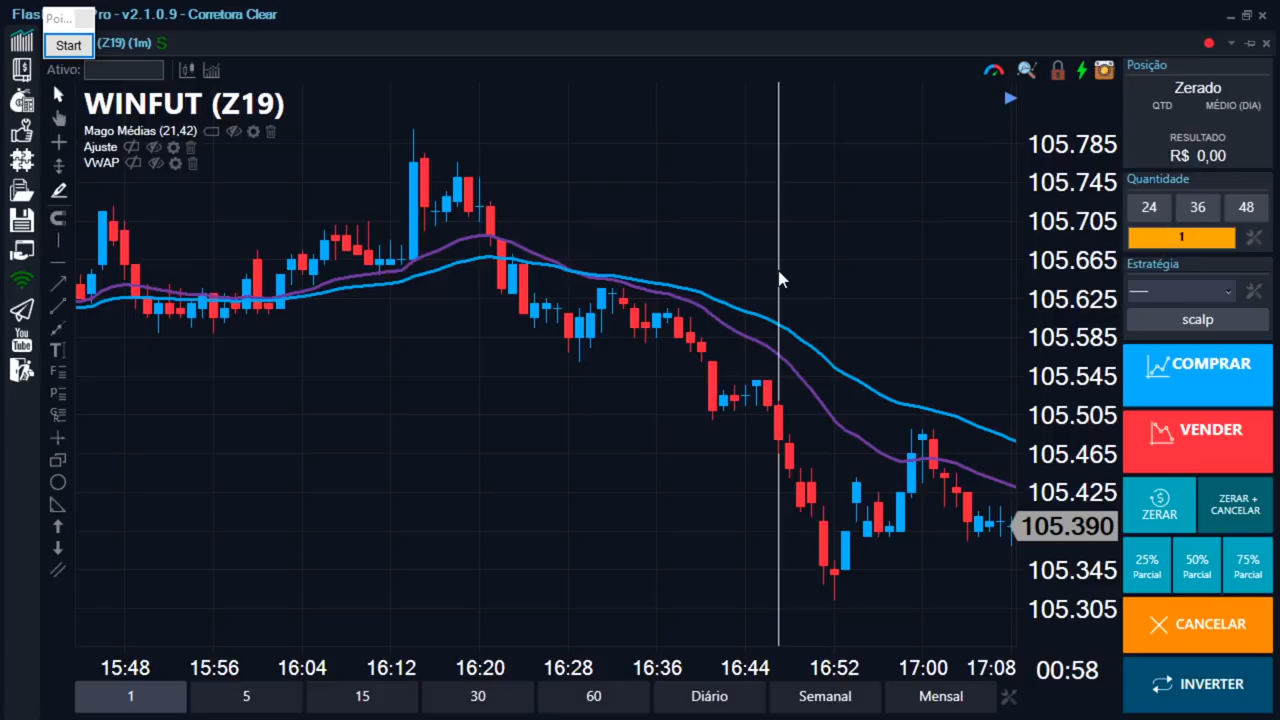 Flas
Pro - v2.1.0.9 - Corretora Clear
Poi...
Start
(Z19) (1m) S
Ativo:
WINFUT (Z19)
Mago Médias (21,42)
Ajuste
VWAP
You
Tube
105.785
105.745
105.705
105.665
105.625
105.585
105.545
105.505
105.465
105.425
105.390
105.345
105.305
15:48 15:56 16:04 16:12 16:20 16:28 16:36 16:44 16:52 17:00 17:08 00:58
1 5 15 30 60 Diário Semanal Mensal
Posição
Zerado
QTD MÉDIO (DIA)
RESULTADO
R$ 0,00
Quantidade
24 36 48
1
Estratégia
scalp
COMPRAR
VENDER
ZERAR
ZERAR +
CANCELAR
25% 50% 75%
Parcial Parcial Parcial
CANCELAR
INVERTER